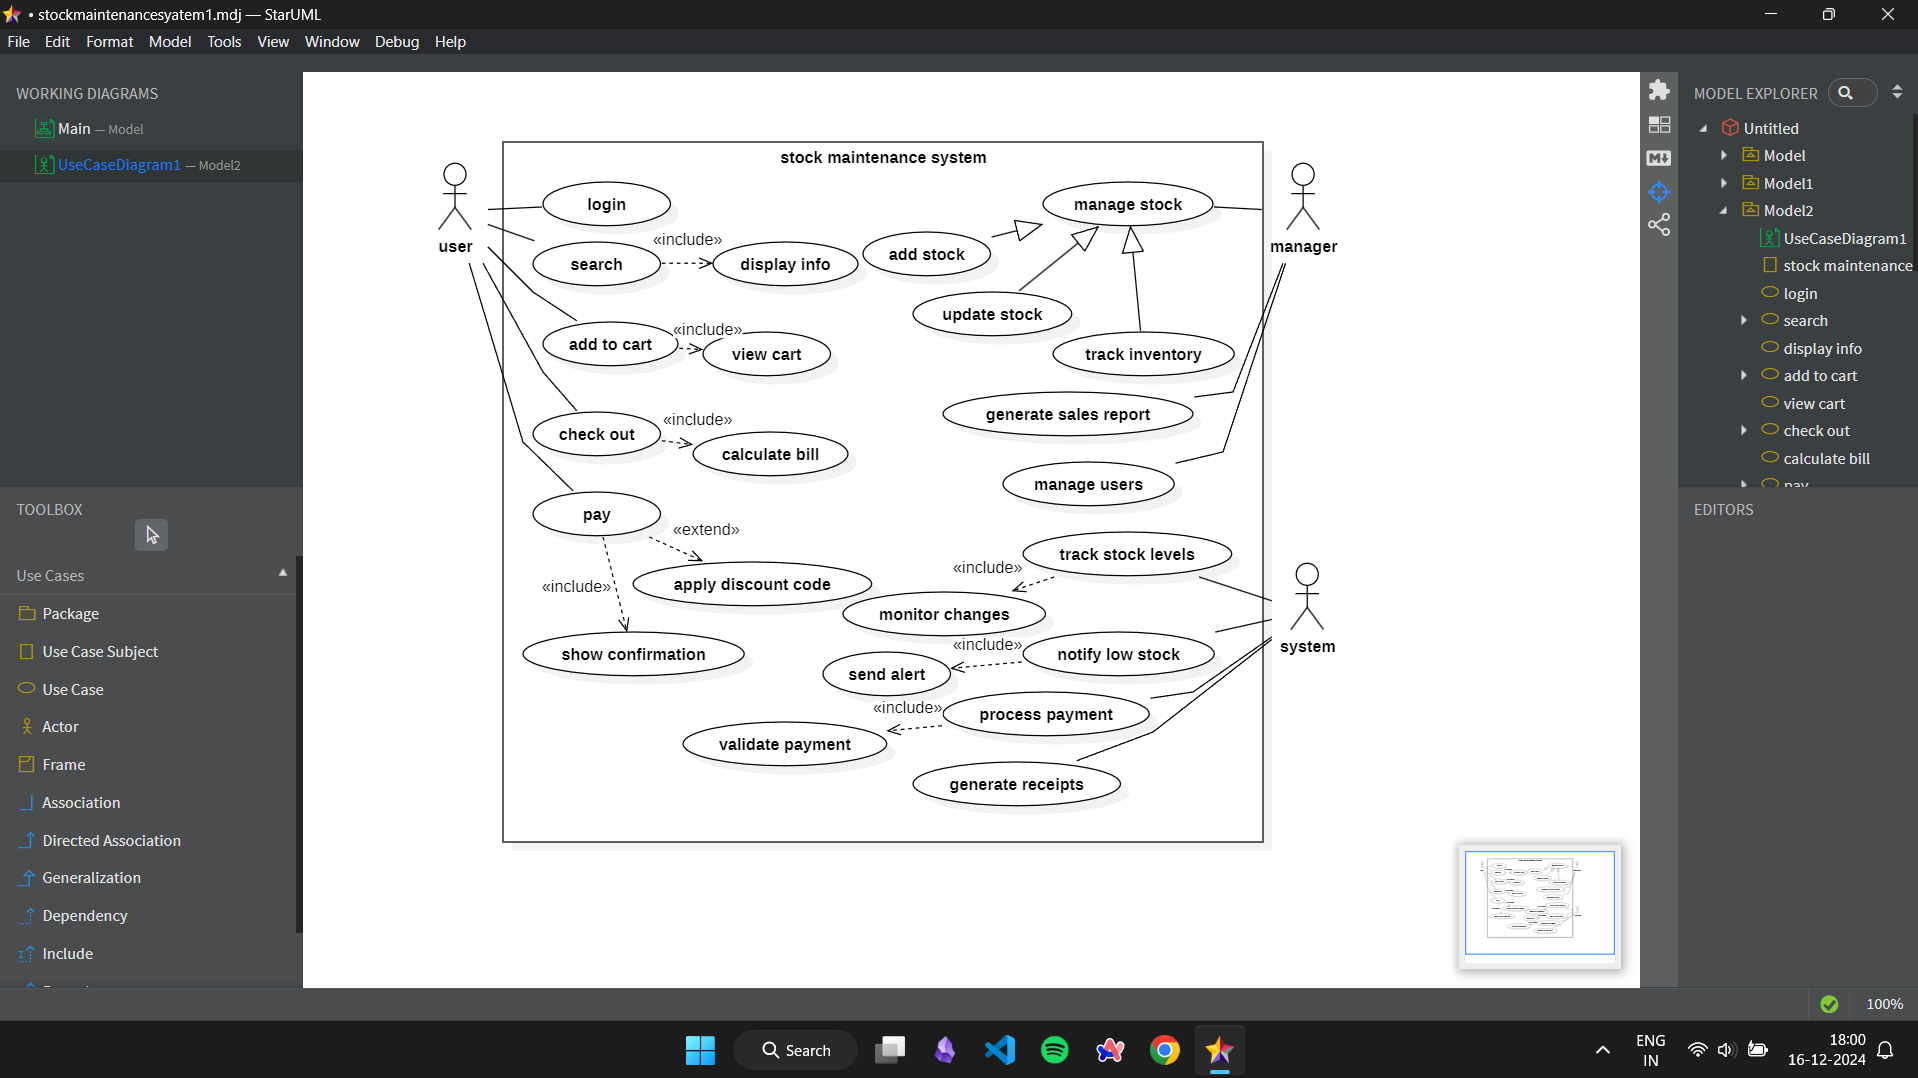 • stockmaintenancesyatem1.mdj — StarUML
File Edit Format Model Tools View Window Debug Help
WORKING DIAGRAMS
Main — Model
UseCaseDiagram1 — Model2
TOOLBOX
Use Cases
Package
Use Case Subject
Use Case
Actor
Frame
Association
Directed Association
Generalization
Dependency
Include
stock maintenance system
user
manager
system
login
search
«include»
display info
add to cart
«include»
view cart
check out
«include»
calculate bill
pay
«extend»
apply discount code
«include»
show confirmation
manage stock
add stock
update stock
track inventory
generate sales report
manage users
track stock levels
«include»
monitor changes
notify low stock
«include»
send alert
process payment
«include»
validate payment
generate receipts
MODEL EXPLORER
Untitled
Model
Model1
Model2
UseCaseDiagram1
stock maintenance
login
search
display info
add to cart
view cart
check out
calculate bill
pay
EDITORS
100%
Search
ENG
IN
18:00
16-12-2024